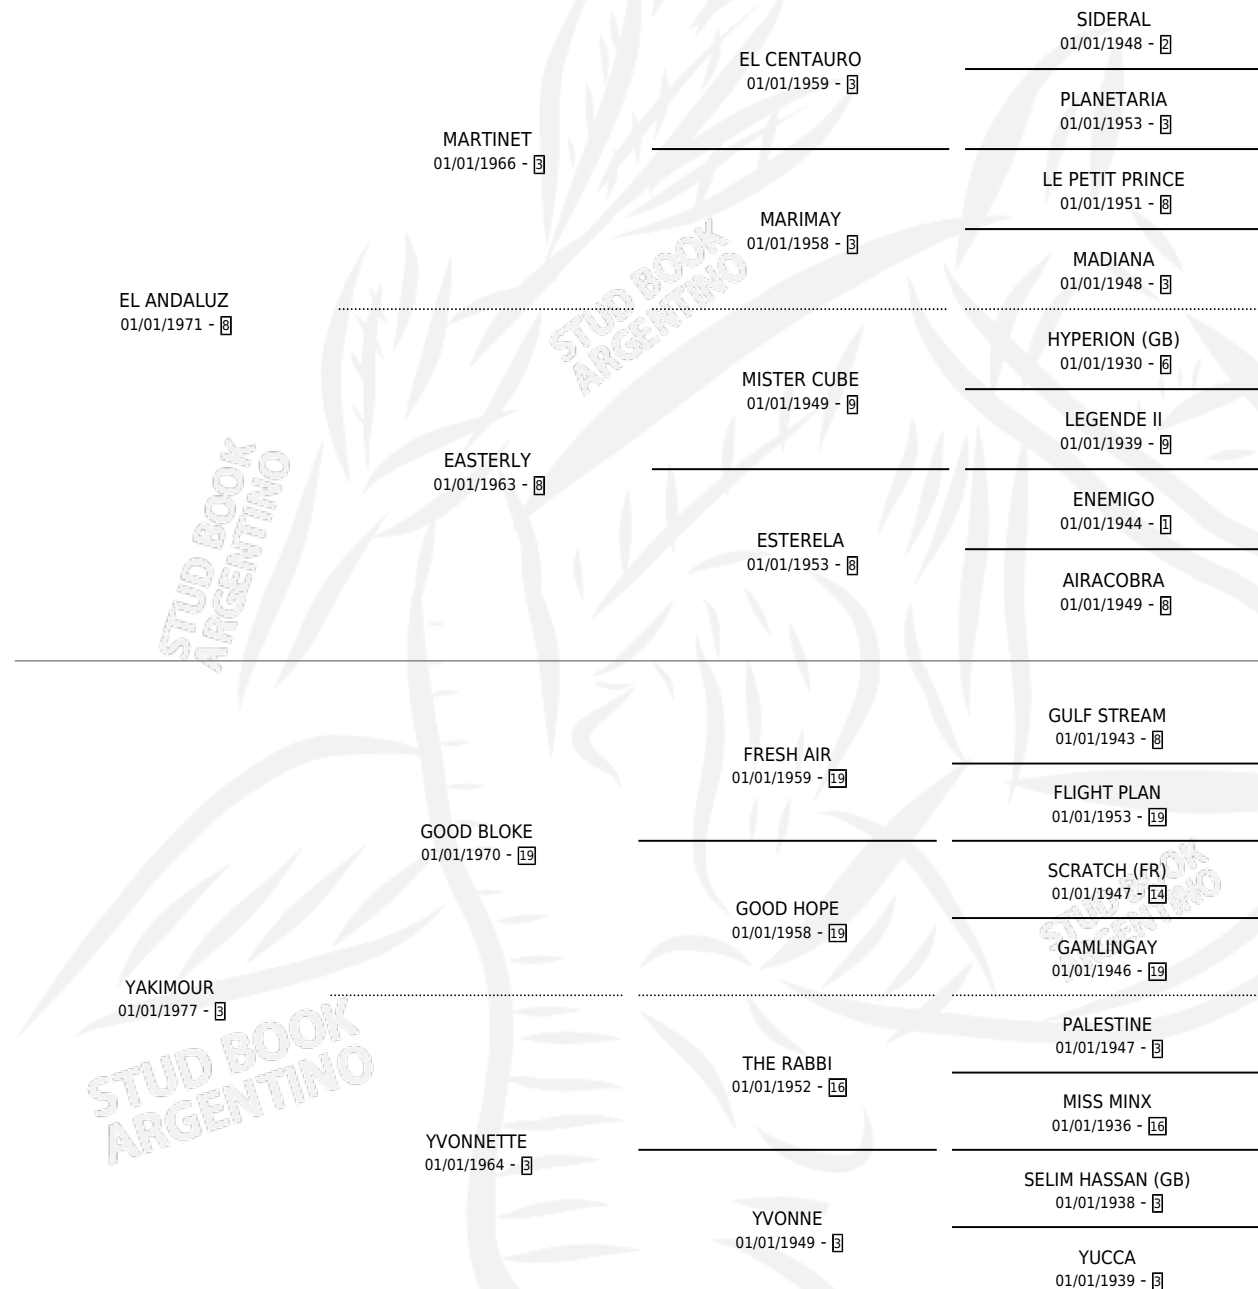 SIDERAL
01/01/1948 - 2
EL CENTAURO
01/01/1959 - 3
PLANETARIA
01/01/1953 - 3
MARTINET
01/01/1966 - 3
LE PETIT PRINCE
01/01/1951 - 8
MARIMAY
01/01/1958 - 3
MADIANA
01/01/1948 - 3
EL ANDALUZ
01/01/1971 - 8
HYPERION (GB)
01/01/1930 - 6
MISTER CUBE
01/01/1949 - 9
LEGENDE II
01/01/1939 - 9
EASTERLY
01/01/1963 - 8
ENEMIGO
01/01/1944 - 1
ESTERELA
01/01/1953 - 8
AIRACOBRA
01/01/1949 - 8
GULF STREAM
01/01/1943 - 8
FRESH AIR
01/01/1959 - 19
FLIGHT PLAN
01/01/1953 - 19
GOOD BLOKE
01/01/1970 - 19
SCRATCH (FR)
01/01/1947 - 14
GOOD HOPE
01/01/1958 - 19
GAMLINGAY
01/01/1946 - 19
YAKIMOUR
01/01/1977 - 3
PALESTINE
01/01/1947 - 3
THE RABBI
01/01/1952 - 16
MISS MINX
01/01/1936 - 16
YVONNETTE
01/01/1964 - 3
SELIM HASSAN (GB)
01/01/1938 - 3
YVONNE
01/01/1949 - 3
YUCCA
01/01/1939 - 3
STUD BOOK
ARGENTINO
STUD BOOK
ARGENTINO
STUD BOOK
ARGENTINO
STUD BOOK
ARGENTINO